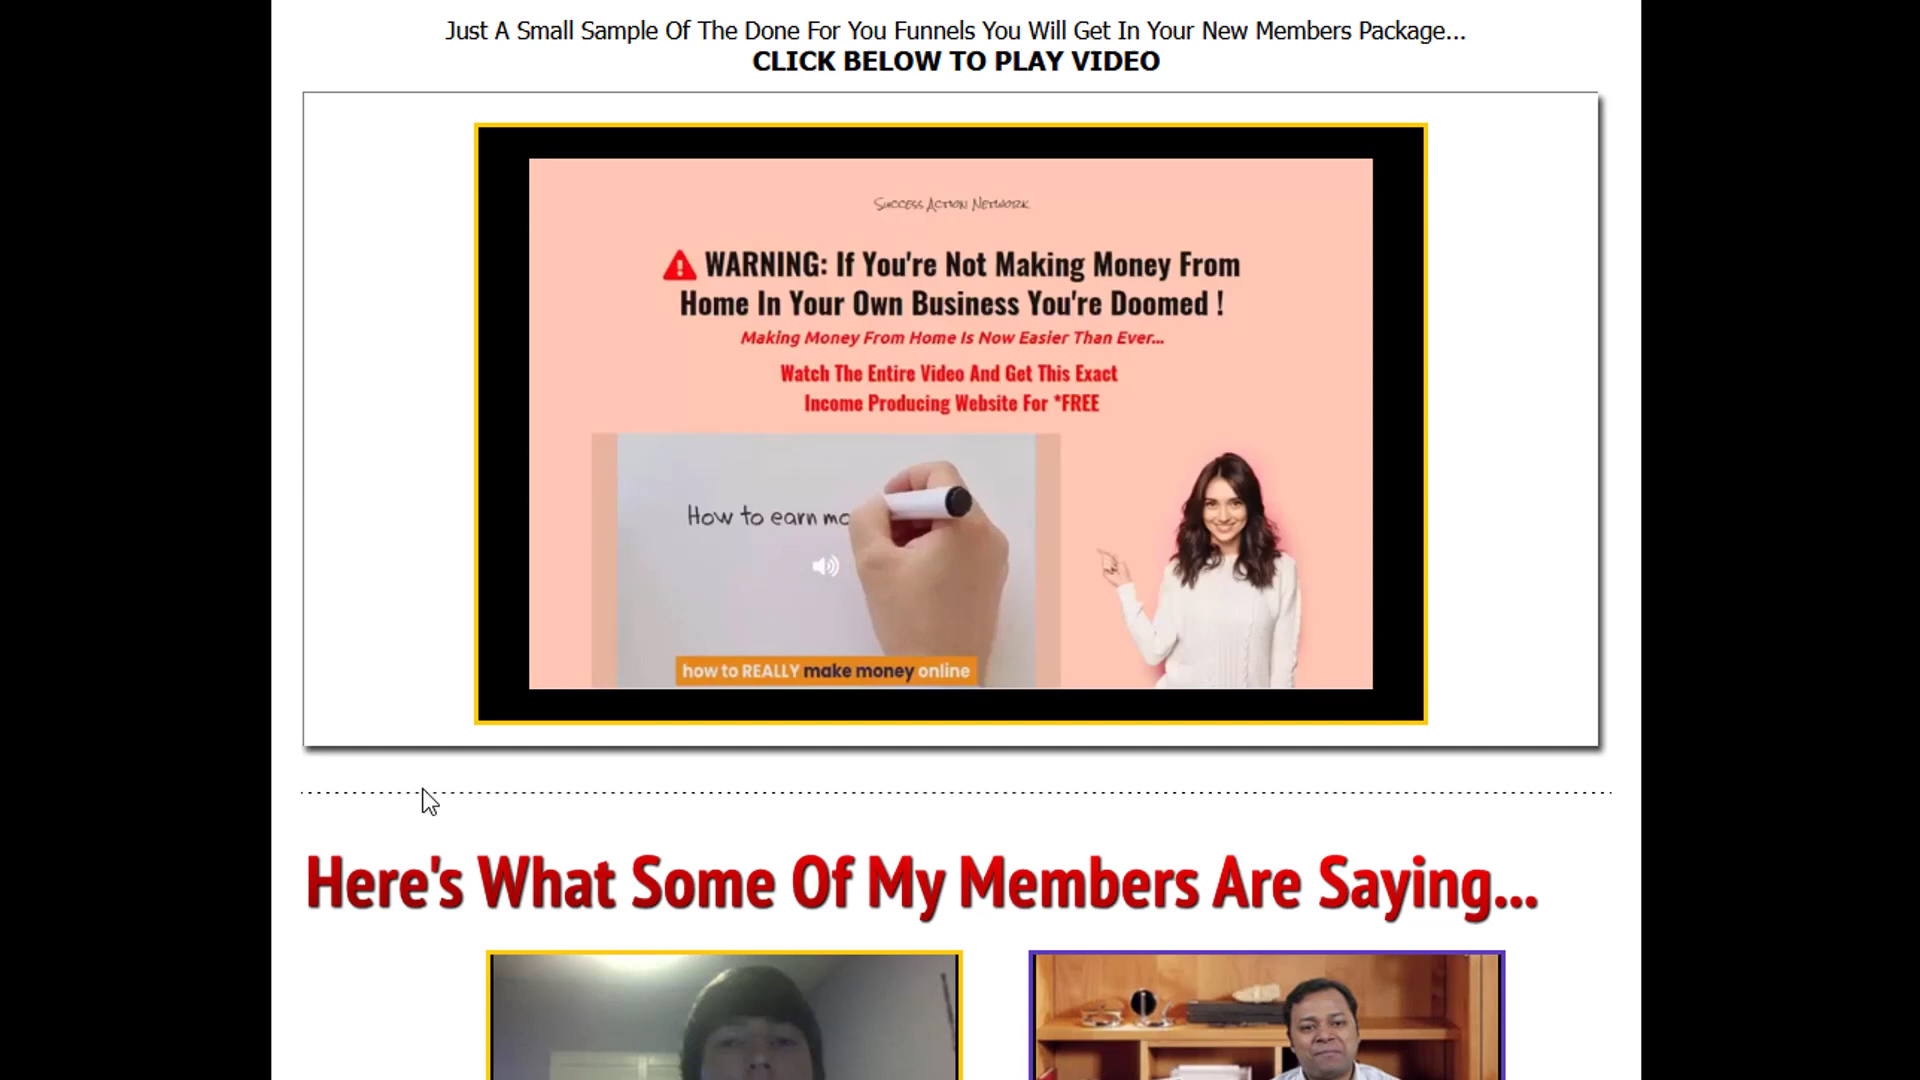 Just A Small Sample Of The Done For You Funnels You Will Get In Your New Members Package...
CLICK BELOW TO PLAY VIDEO
Success Action Network
WARNING: If You're Not Making Money From
Home In Your Own Business You're Doomed !
Making Money From Home Is Now Easier Than Ever...
Watch The Entire Video And Get This Exact
Income Producing Website For *FREE
How to earn mo
how to REALLY make money online
Here's What Some Of My Members Are Saying...